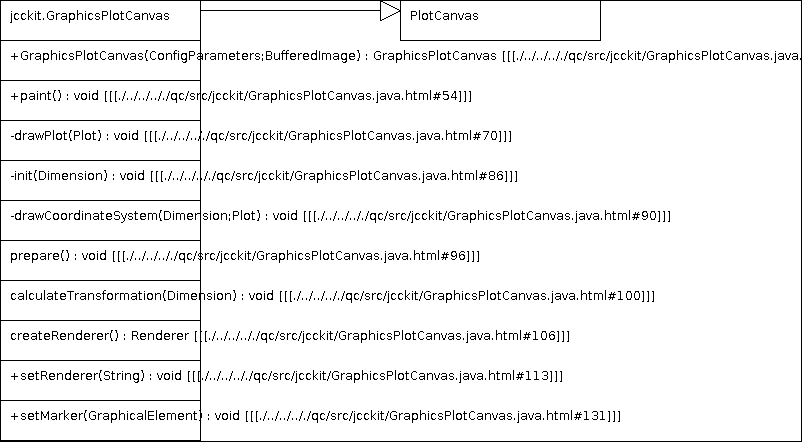 jcckit.GraphicsPlotCanvas
PlotCanvas
+GraphicsPlotCanvas(ConfigParameters;BufferedImage) : GraphicsPlotCanvas [[[./../../.././qc/src/jcckit/GraphicsPlotCanvas.java.
+paint() : void [[[./../../.././qc/src/jcckit/GraphicsPlotCanvas.java.html#54]]]
-drawPlot(Plot) : void [[[./../../.././qc/src/jcckit/GraphicsPlotCanvas.java.html#70]]]
-init(Dimension) : void [[[./../../.././qc/src/jcckit/GraphicsPlotCanvas.java.html#86]]]
-drawCoordinateSystem(Dimension;Plot) : void [[[./../../.././qc/src/jcckit/GraphicsPlotCanvas.java.html#90]]]
prepare() : void [[[./../../.././qc/src/jcckit/GraphicsPlotCanvas.java.html#96]]]
calculateTransformation(Dimension) : void [[[./../../.././qc/src/jcckit/GraphicsPlotCanvas.java.html#100]]]
createRenderer() : Renderer [[[./../../.././qc/src/jcckit/GraphicsPlotCanvas.java.html#106]]]
+setRenderer(String) : void [[[./../../.././qc/src/jcckit/GraphicsPlotCanvas.java.html#113]]]
+setMarker(GraphicalElement) : void [[[./../../.././qc/src/jcckit/GraphicsPlotCanvas.java.html#131]]]